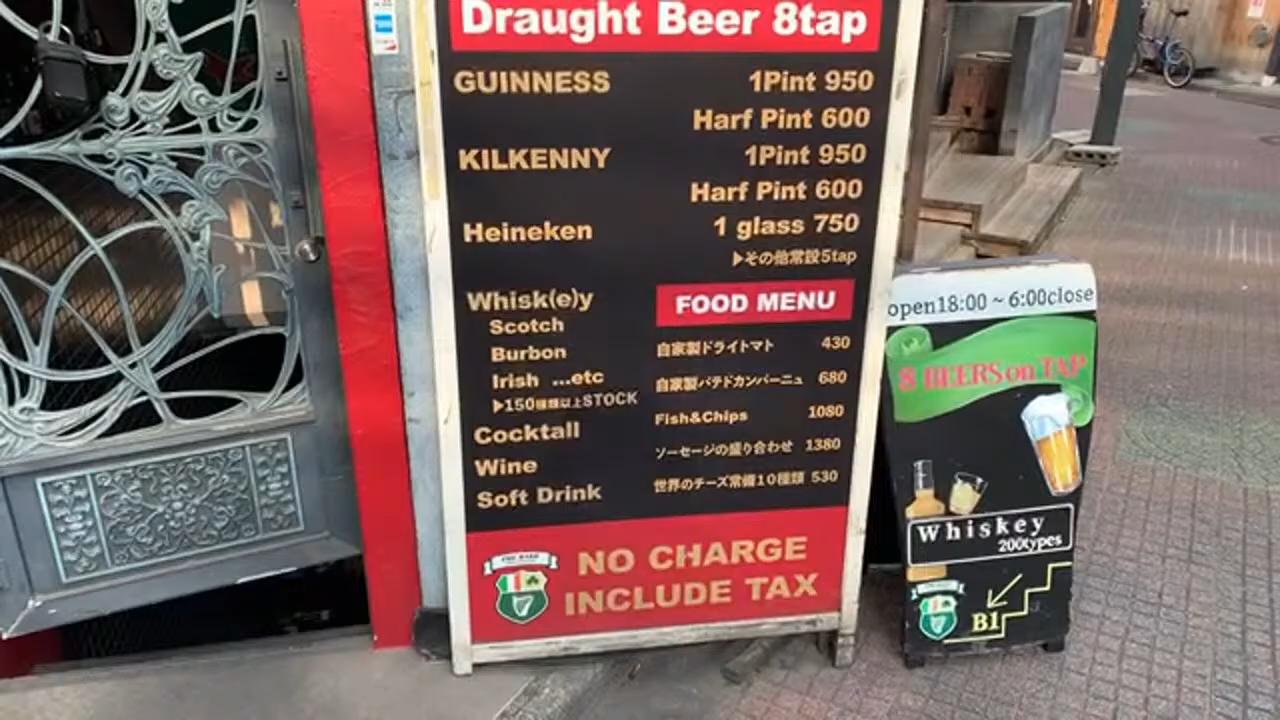 Draught Beer 8tap
GUINNESS 1Pint 950
Harf Pint 600
KILKENNY 1Pint 950
Harf Pint 600
Heineken 1 glass 750
▶その他常設5tap
Whisk(e)y
Scotch
Burbon
Irish ...etc
▶150種類以上STOCK
Cocktall
Wine
Soft Drink
FOOD MENU
自家製ドライトマト 430
自家製パテドカンパーニュ 680
Fish&Chips 1080
ソーセージの盛り合わせ 1380
世界のチーズ常備10種類 530
NO CHARGE
INCLUDE TAX
open18:00 ~ 6:00close
8 BEERS on TAP
Whiskey
200types
B1